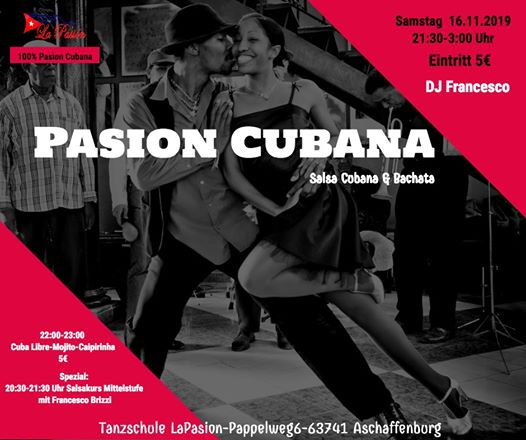 La Pasion
100% Pasion Cubana
Samstag 16.11.2019
21:30-3:00 Uhr
Eintritt 5€
DJ Francesco
PASION CUBANA
Salsa Cubana & Bachata
22:00-23:00
Cuba Libre-Mojito-Caipirinha
5€
Spezial:
20:30-21:30 Uhr Salsakurs Mittelstufe
mit Francesco Brizzi
Tanzschule LaPasion-Pappelweg6-63741 Aschaffenburg